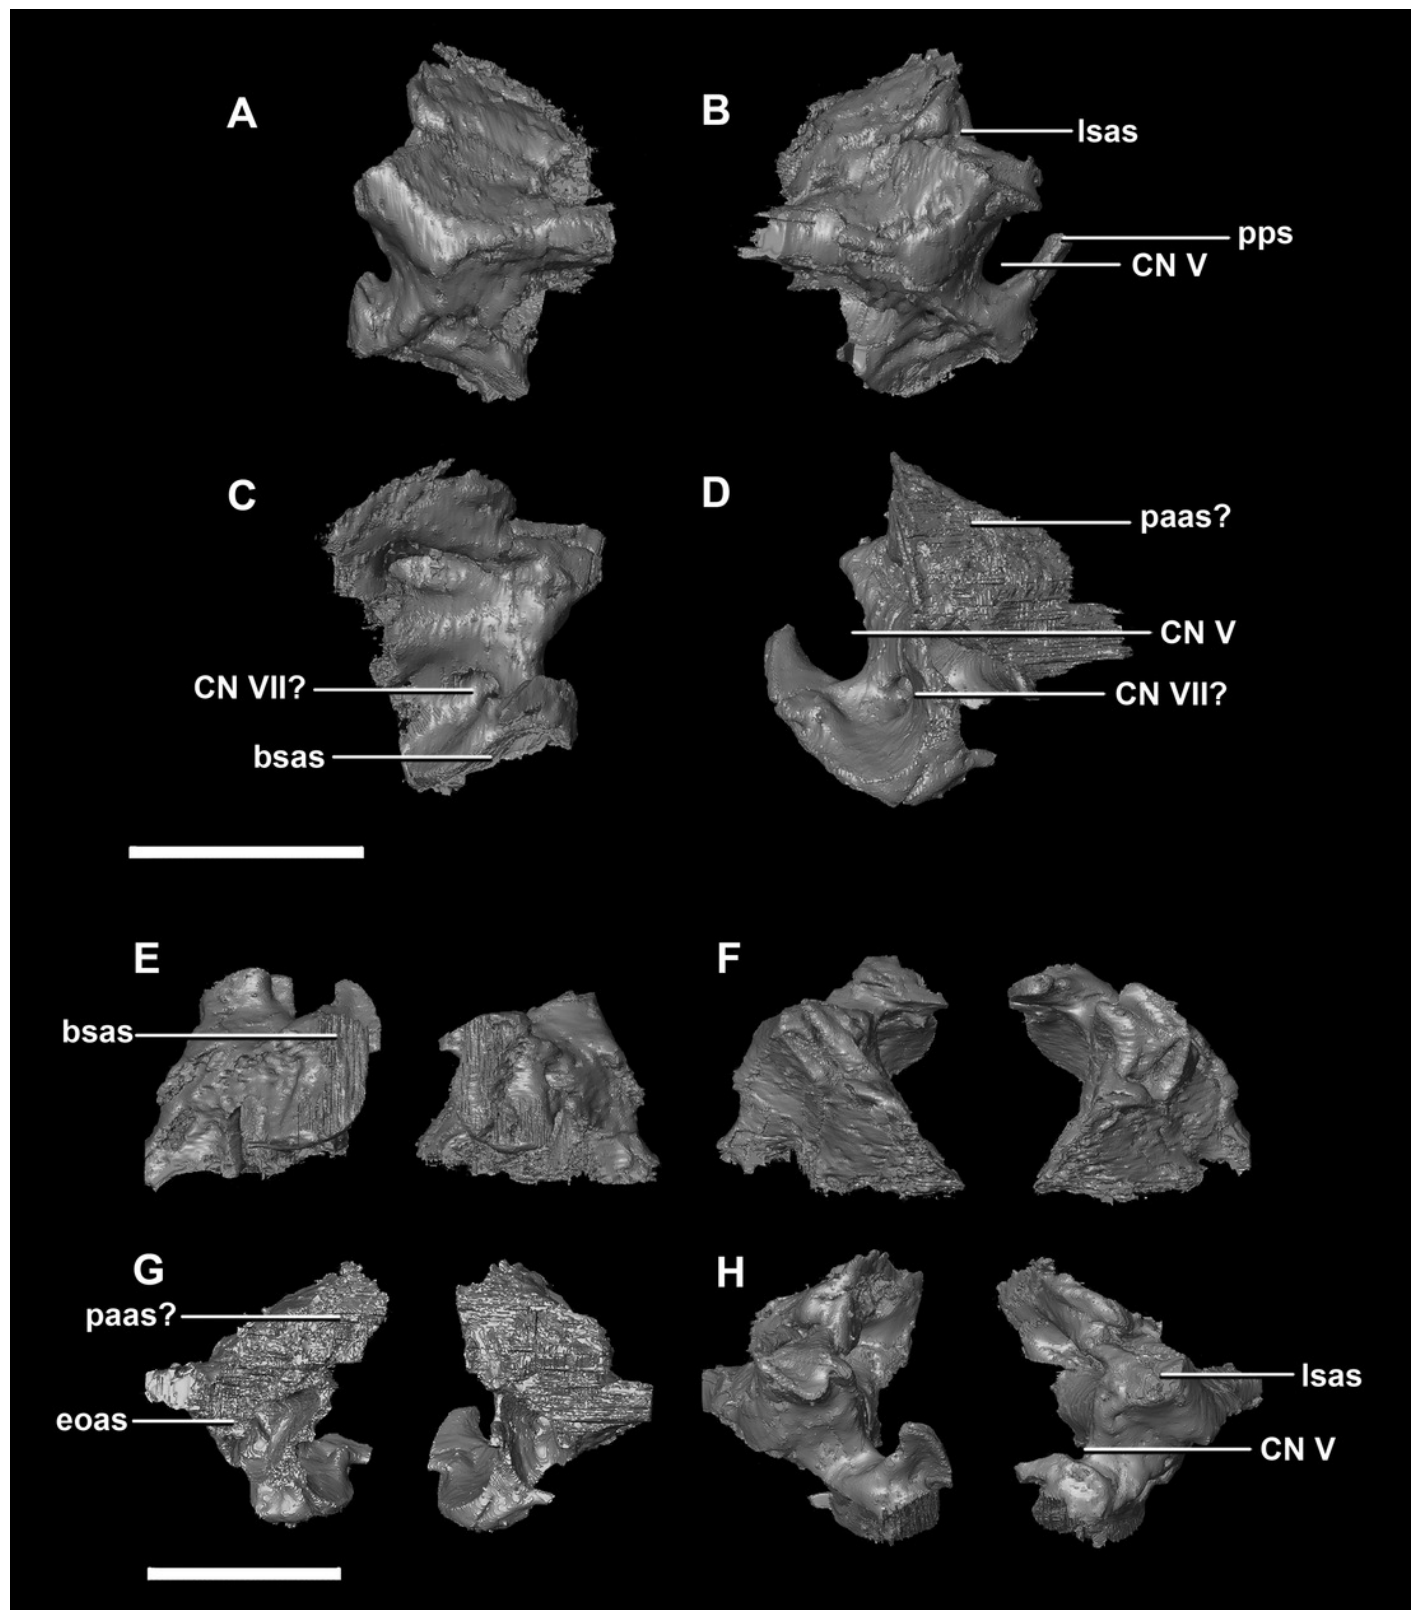 A
B
lsas
pps
CN V
C
D
paas?
CN V
CN VII?
CN VII?
bsas
E
F
bsas
G
H
paas?
lsas
eoas
CN V